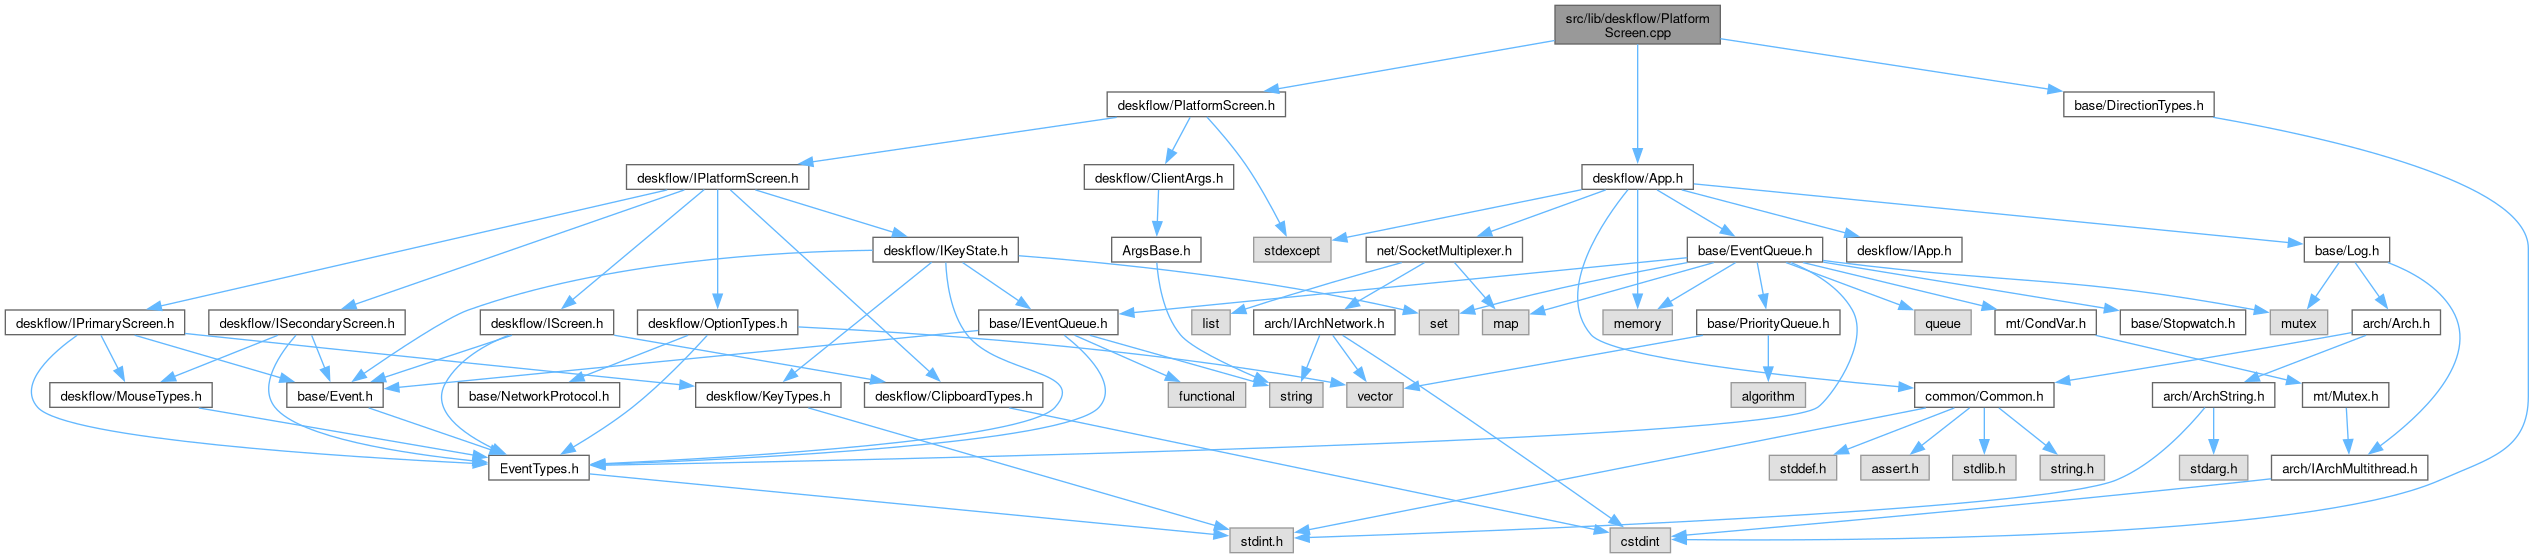 src/lib/deskflow/Platform
Screen.cpp
deskflow/PlatformScreen.h
base/DirectionTypes.h
deskflow/IPlatformScreen.h
deskflow/ClientArgs.h
deskflow/App.h
deskflow/IKeyState.h
ArgsBase.h
stdexcept
net/SocketMultiplexer.h
base/EventQueue.h
deskflow/IApp.h
base/Log.h
deskflow/IPrimaryScreen.h
deskflow/ISecondaryScreen.h
deskflow/IScreen.h
deskflow/OptionTypes.h
base/IEventQueue.h
list
arch/IArchNetwork.h
set
map
memory
base/PriorityQueue.h
queue
mt/CondVar.h
base/Stopwatch.h
mutex
arch/Arch.h
deskflow/MouseTypes.h
base/Event.h
base/NetworkProtocol.h
deskflow/KeyTypes.h
deskflow/ClipboardTypes.h
functional
string
vector
algorithm
common/Common.h
arch/ArchString.h
mt/Mutex.h
EventTypes.h
stddef.h
assert.h
stdlib.h
string.h
stdarg.h
arch/IArchMultithread.h
stdint.h
cstdint